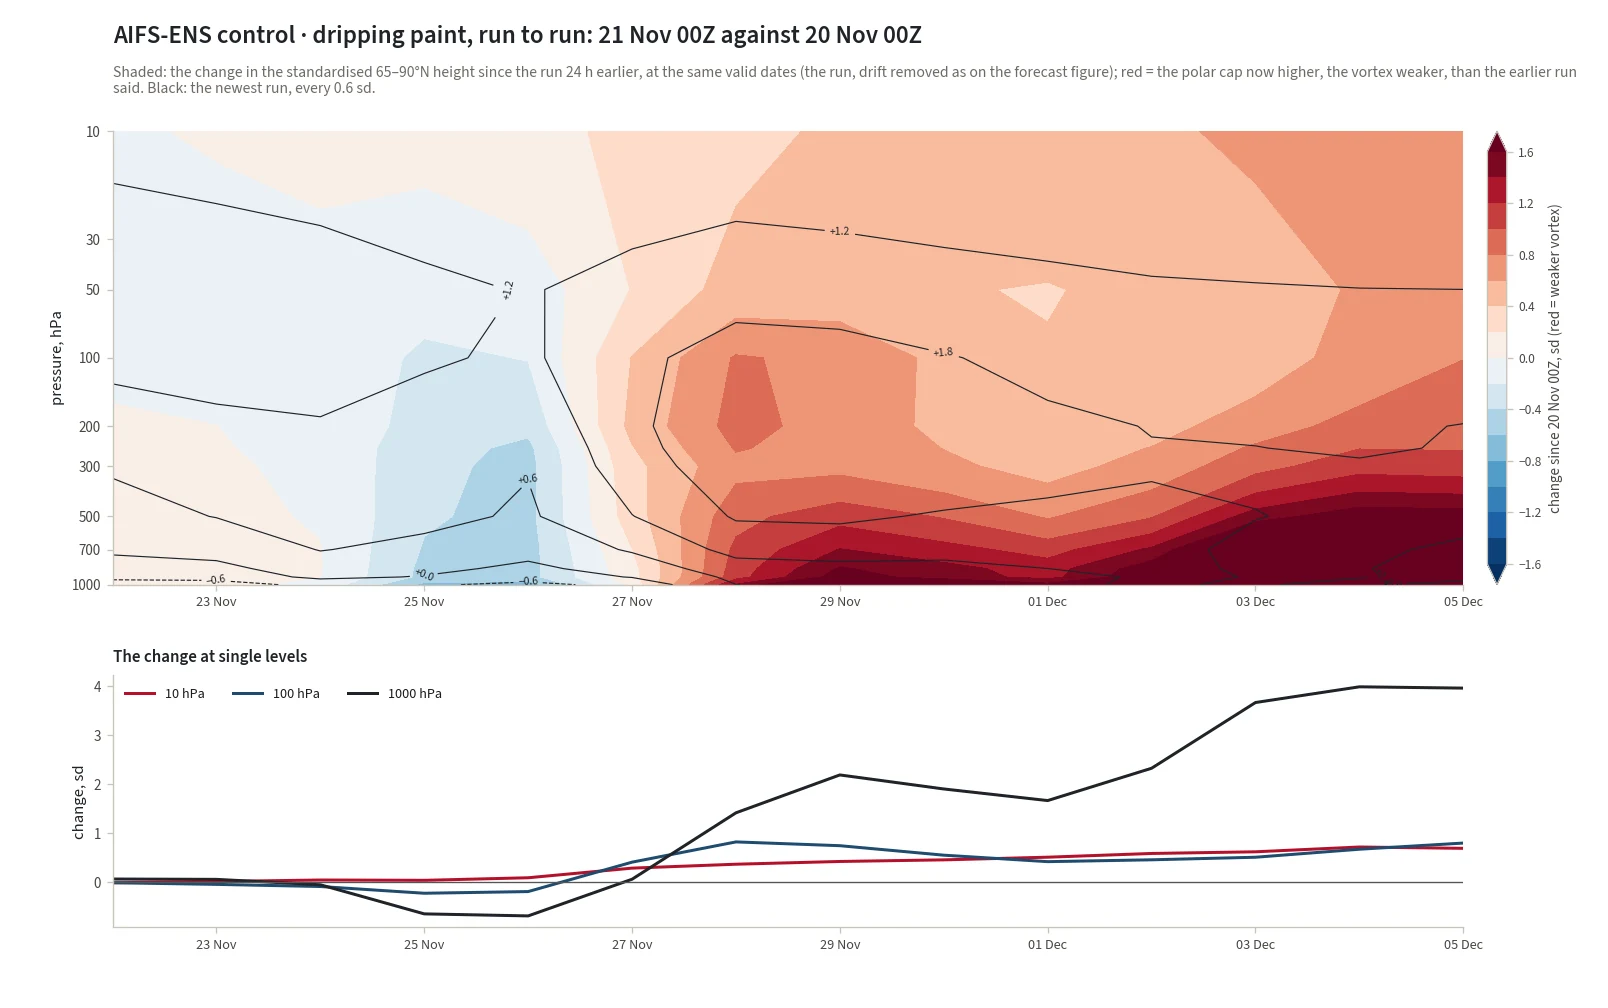 AIFS-ENS control · dripping paint, run to run: 21 Nov 00Z against 20 Nov 00Z
Shaded: the change in the standardised 65–90°N height since the run 24 h earlier, at the same valid dates (the run, drift removed as on the forecast figure); red = the polar cap now higher, the vortex weaker, than the earlier run
said. Black: the newest run, every 0.6 sd.
10
30
50
100
200
300
500
700
1000
pressure, hPa
+1.2
+1.2
+1.8
+0.6
+0.0
−0.6
−0.6
23 Nov
25 Nov
27 Nov
29 Nov
01 Dec
03 Dec
05 Dec
1.6
1.2
0.8
0.4
0.0
−0.4
−0.8
−1.2
−1.6
change since 20 Nov 00Z, sd (red = weaker vortex)
The change at single levels
10 hPa
100 hPa
1000 hPa
4
3
2
1
0
change, sd
23 Nov
25 Nov
27 Nov
29 Nov
01 Dec
03 Dec
05 Dec